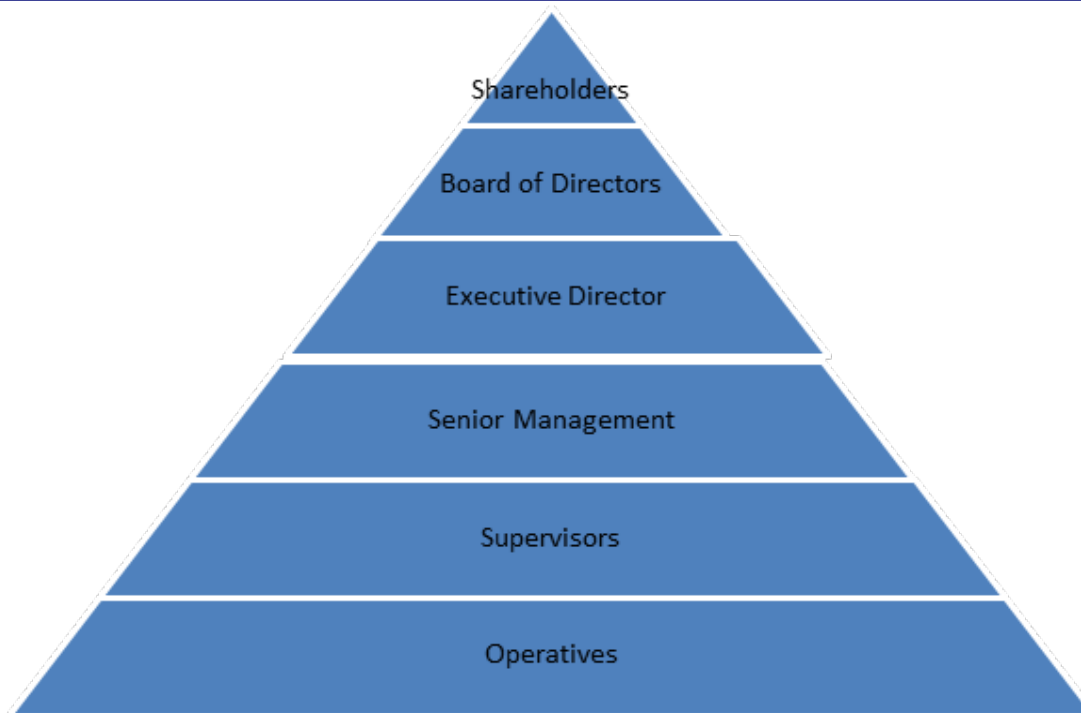 Shareholders
Board of Directors
Executive Director
Senior Management
Supervisors
Operatives